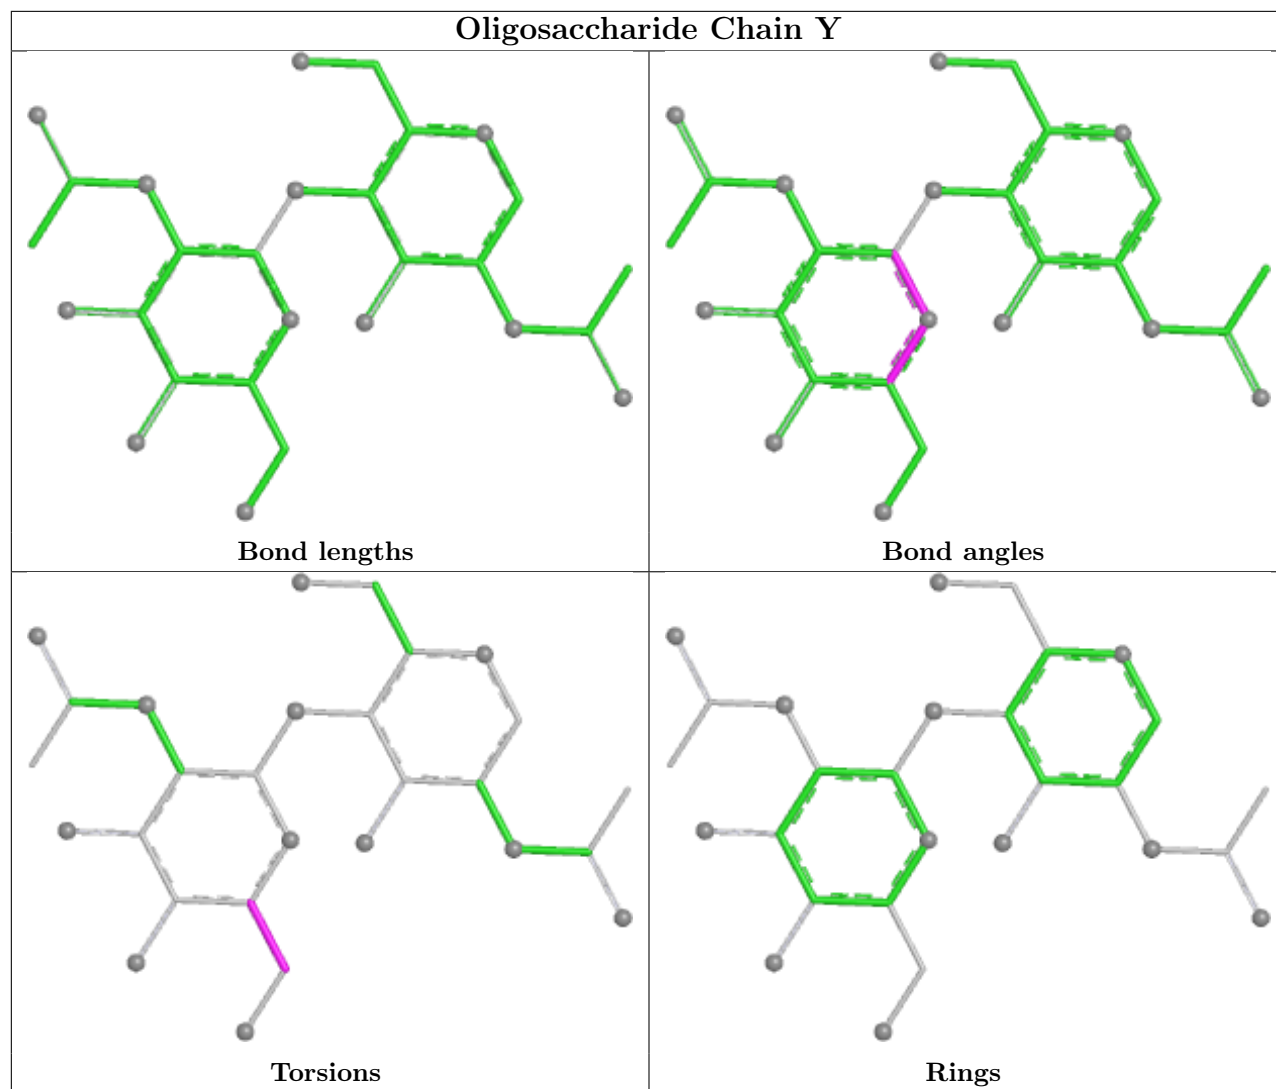 Oligosaccharide Chain Y
Bond lengths
Bond angles
Torsions
Rings